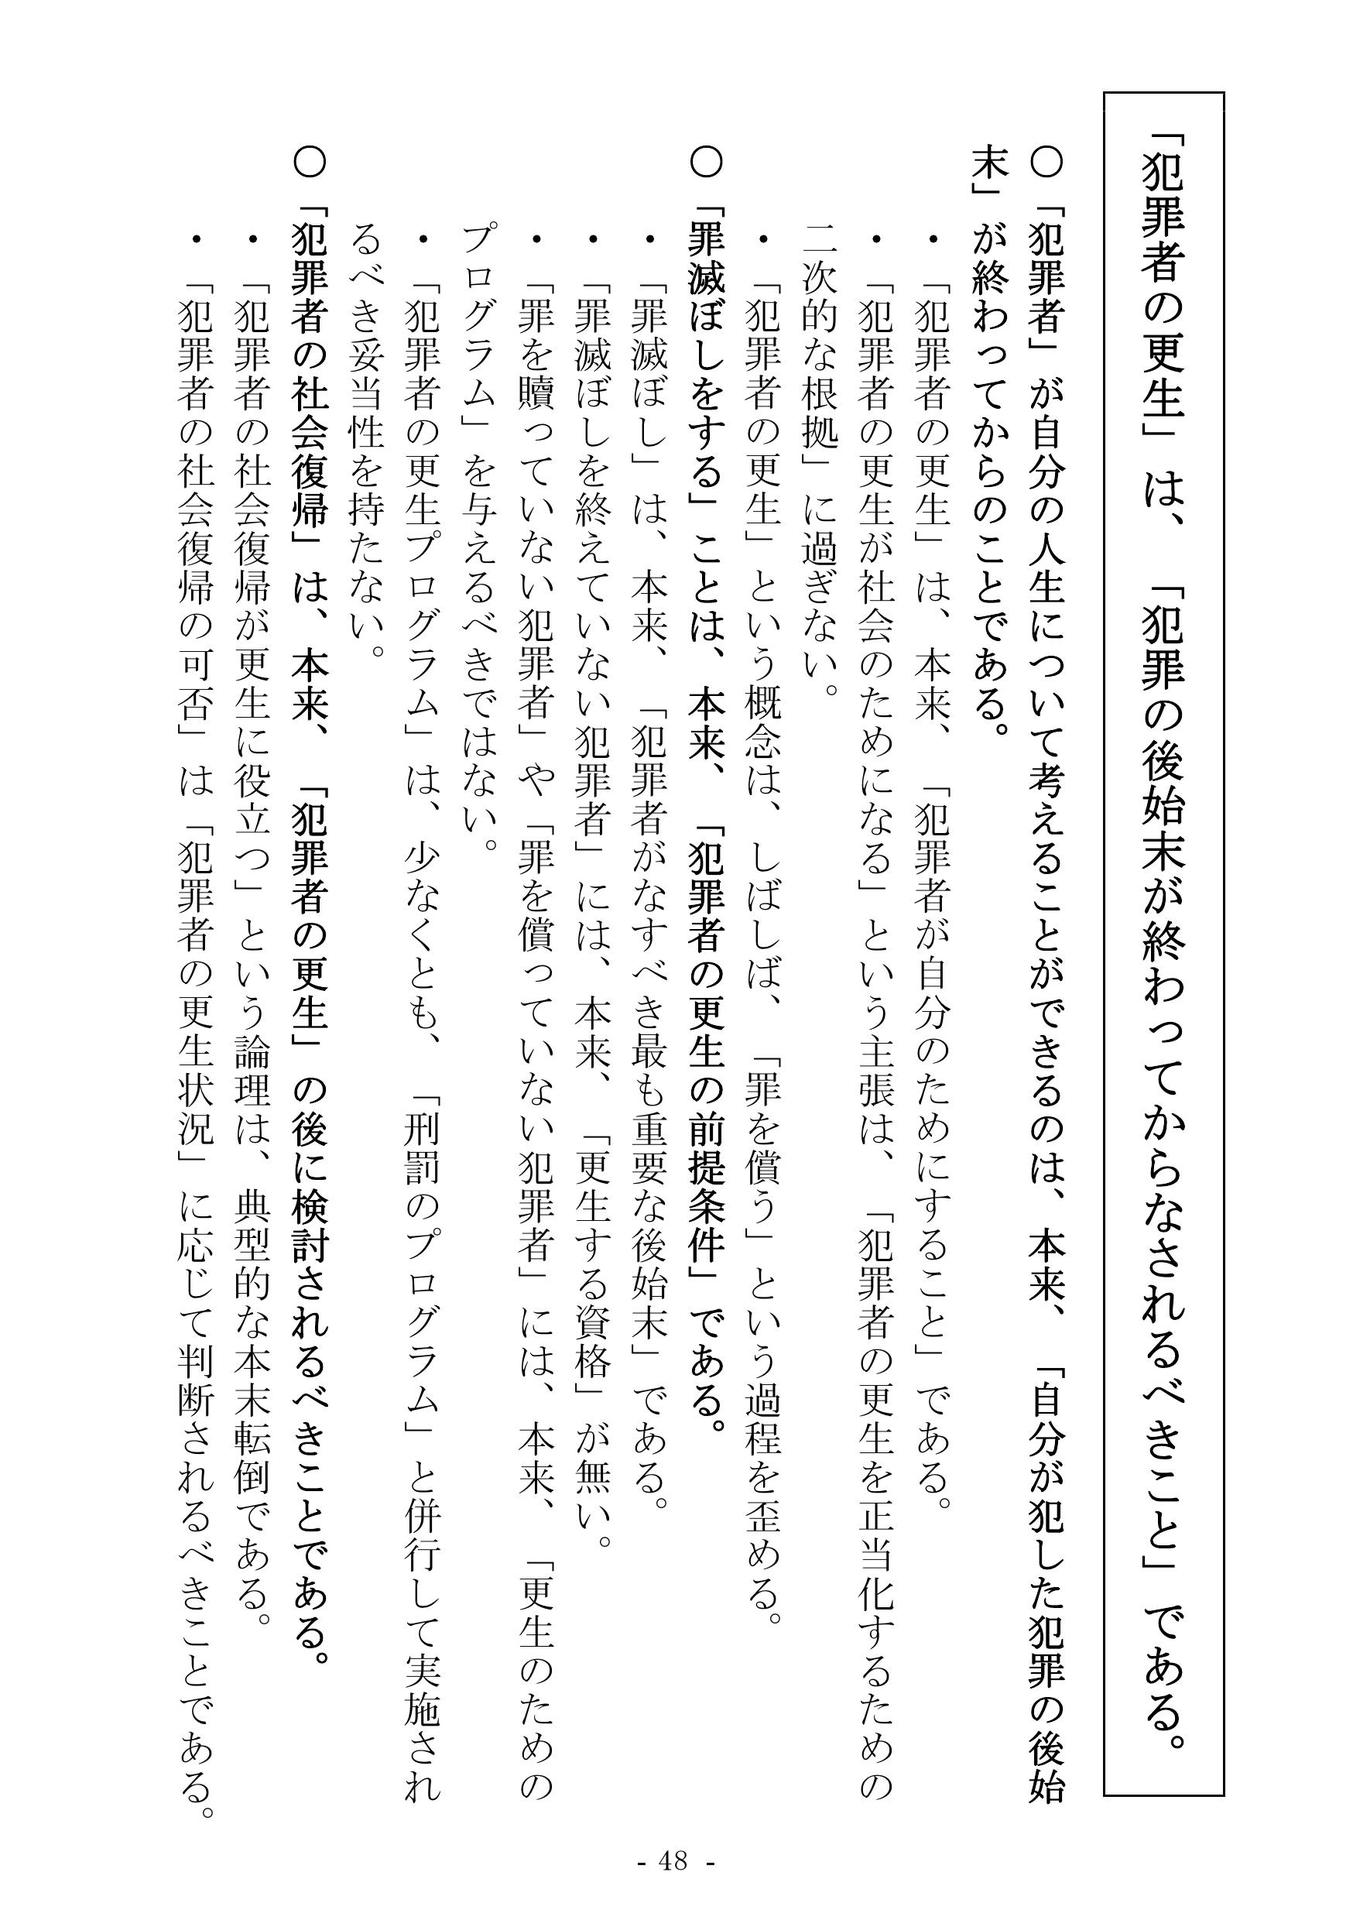 「犯罪者の更生」は、「犯罪の後始末が終わってからなされるべきこと」である。
〇「犯罪者」が自分の人生について考えることができるのは、本来、「自分が犯した犯罪の後始
末」が終わってからのことである。
・「犯罪者の更生」は、本来、「犯罪者が自分のためにすること」である。
・「犯罪者の更生が社会のためになる」という主張は、「犯罪者の更生を正当化するための
二次的な根拠」に過ぎない。
・「犯罪者の更生」という概念は、しばしば、「罪を償う」という過程を歪める。
〇「罪滅ぼしをする」ことは、本来、「犯罪者の更生の前提条件」である。
・「罪滅ぼし」は、本来、「犯罪者がなすべき最も重要な後始末」である。
・「罪滅ぼしを終えていない犯罪者」には、本来、「更生する資格」が無い。
・「罪を贖っていない犯罪者」や「罪を償っていない犯罪者」には、本来、「更生のための
プログラム」を与えるべきではない。
・「犯罪者の更生プログラム」は、少なくとも、「刑罰のプログラム」と併行して実施され
るべき妥当性を持たない。
〇「犯罪者の社会復帰」は、本来、「犯罪者の更生」の後に検討されるべきことである。
・「犯罪者の社会復帰が更生に役立つ」という論理は、典型的な本末転倒である。
・「犯罪者の社会復帰の可否」は「犯罪者の更生状況」に応じて判断されるべきことである。
- 48 -